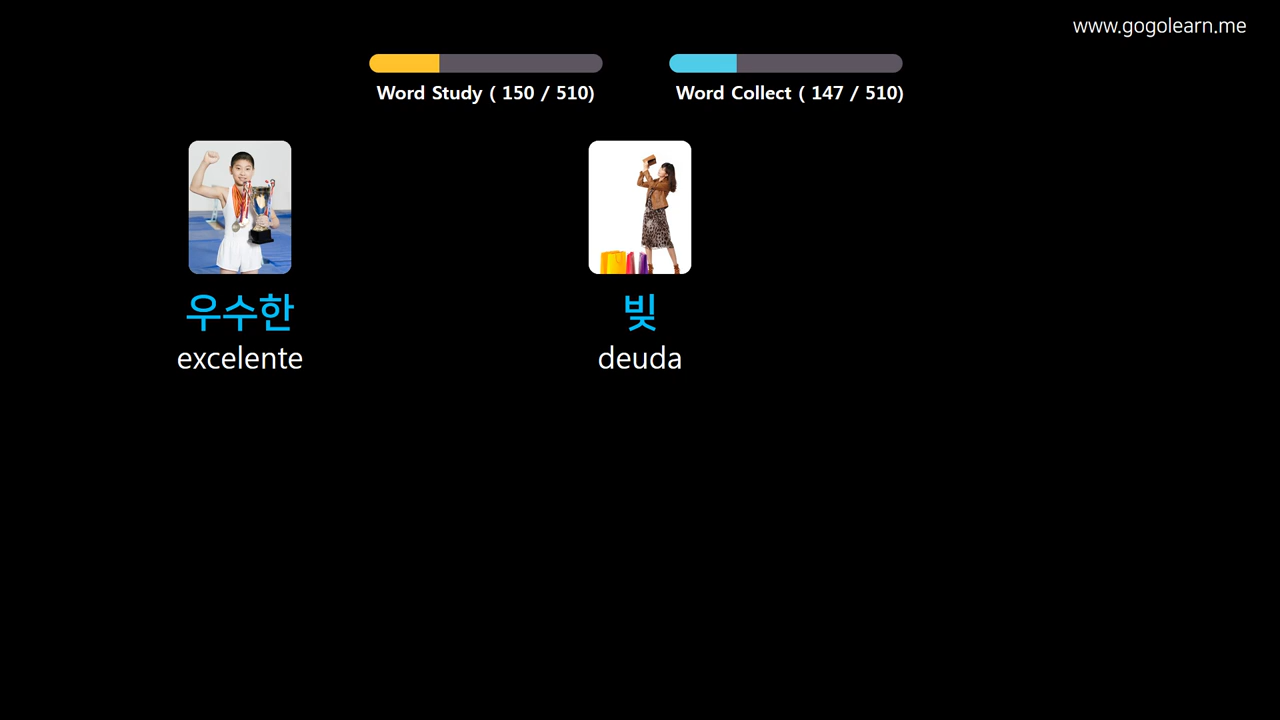 www.gogolearn.me
Word Study ( 150 / 510)
Word Collect ( 147 / 510)
우수한
excelente
빚
deuda